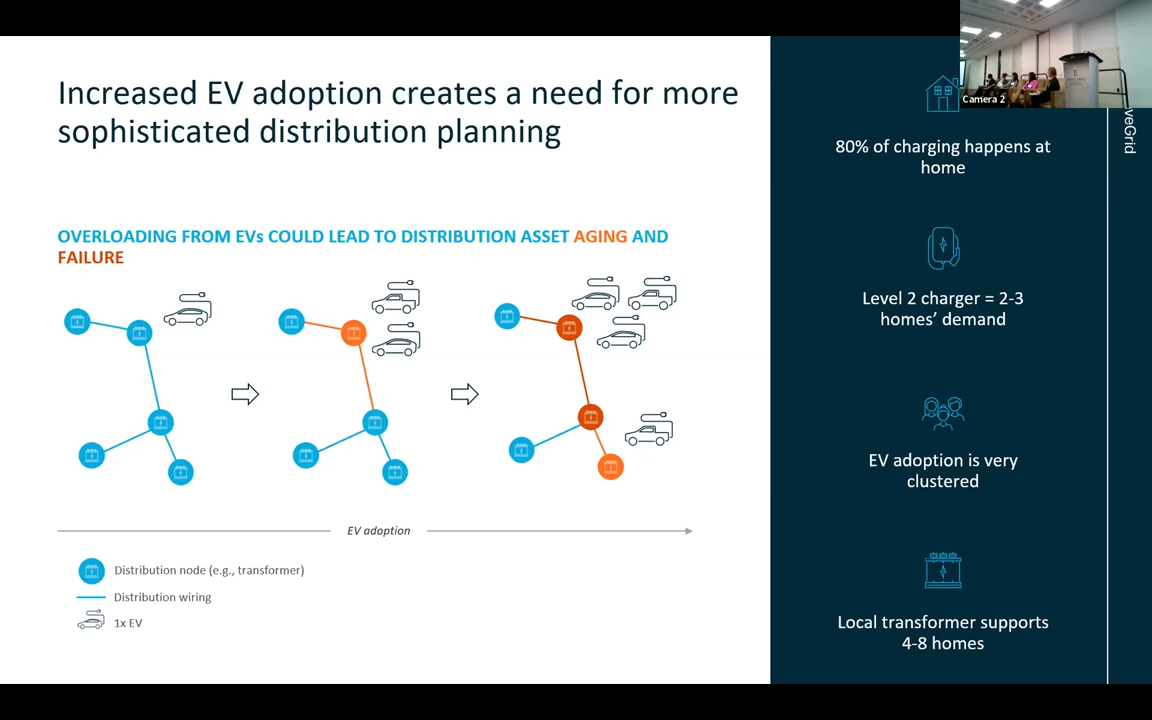 Increased EV adoption creates a need for more
sophisticated distribution planning
OVERLOADING FROM EVs COULD LEAD TO DISTRIBUTION ASSET AGING AND
FAILURE
EV adoption
Distribution node (e.g., transformer)
Distribution wiring
1x EV
Camera 2
80% of charging happens at
home
Level 2 charger = 2-3
homes' demand
EV adoption is very
clustered
Local transformer supports
4-8 homes
veGrid